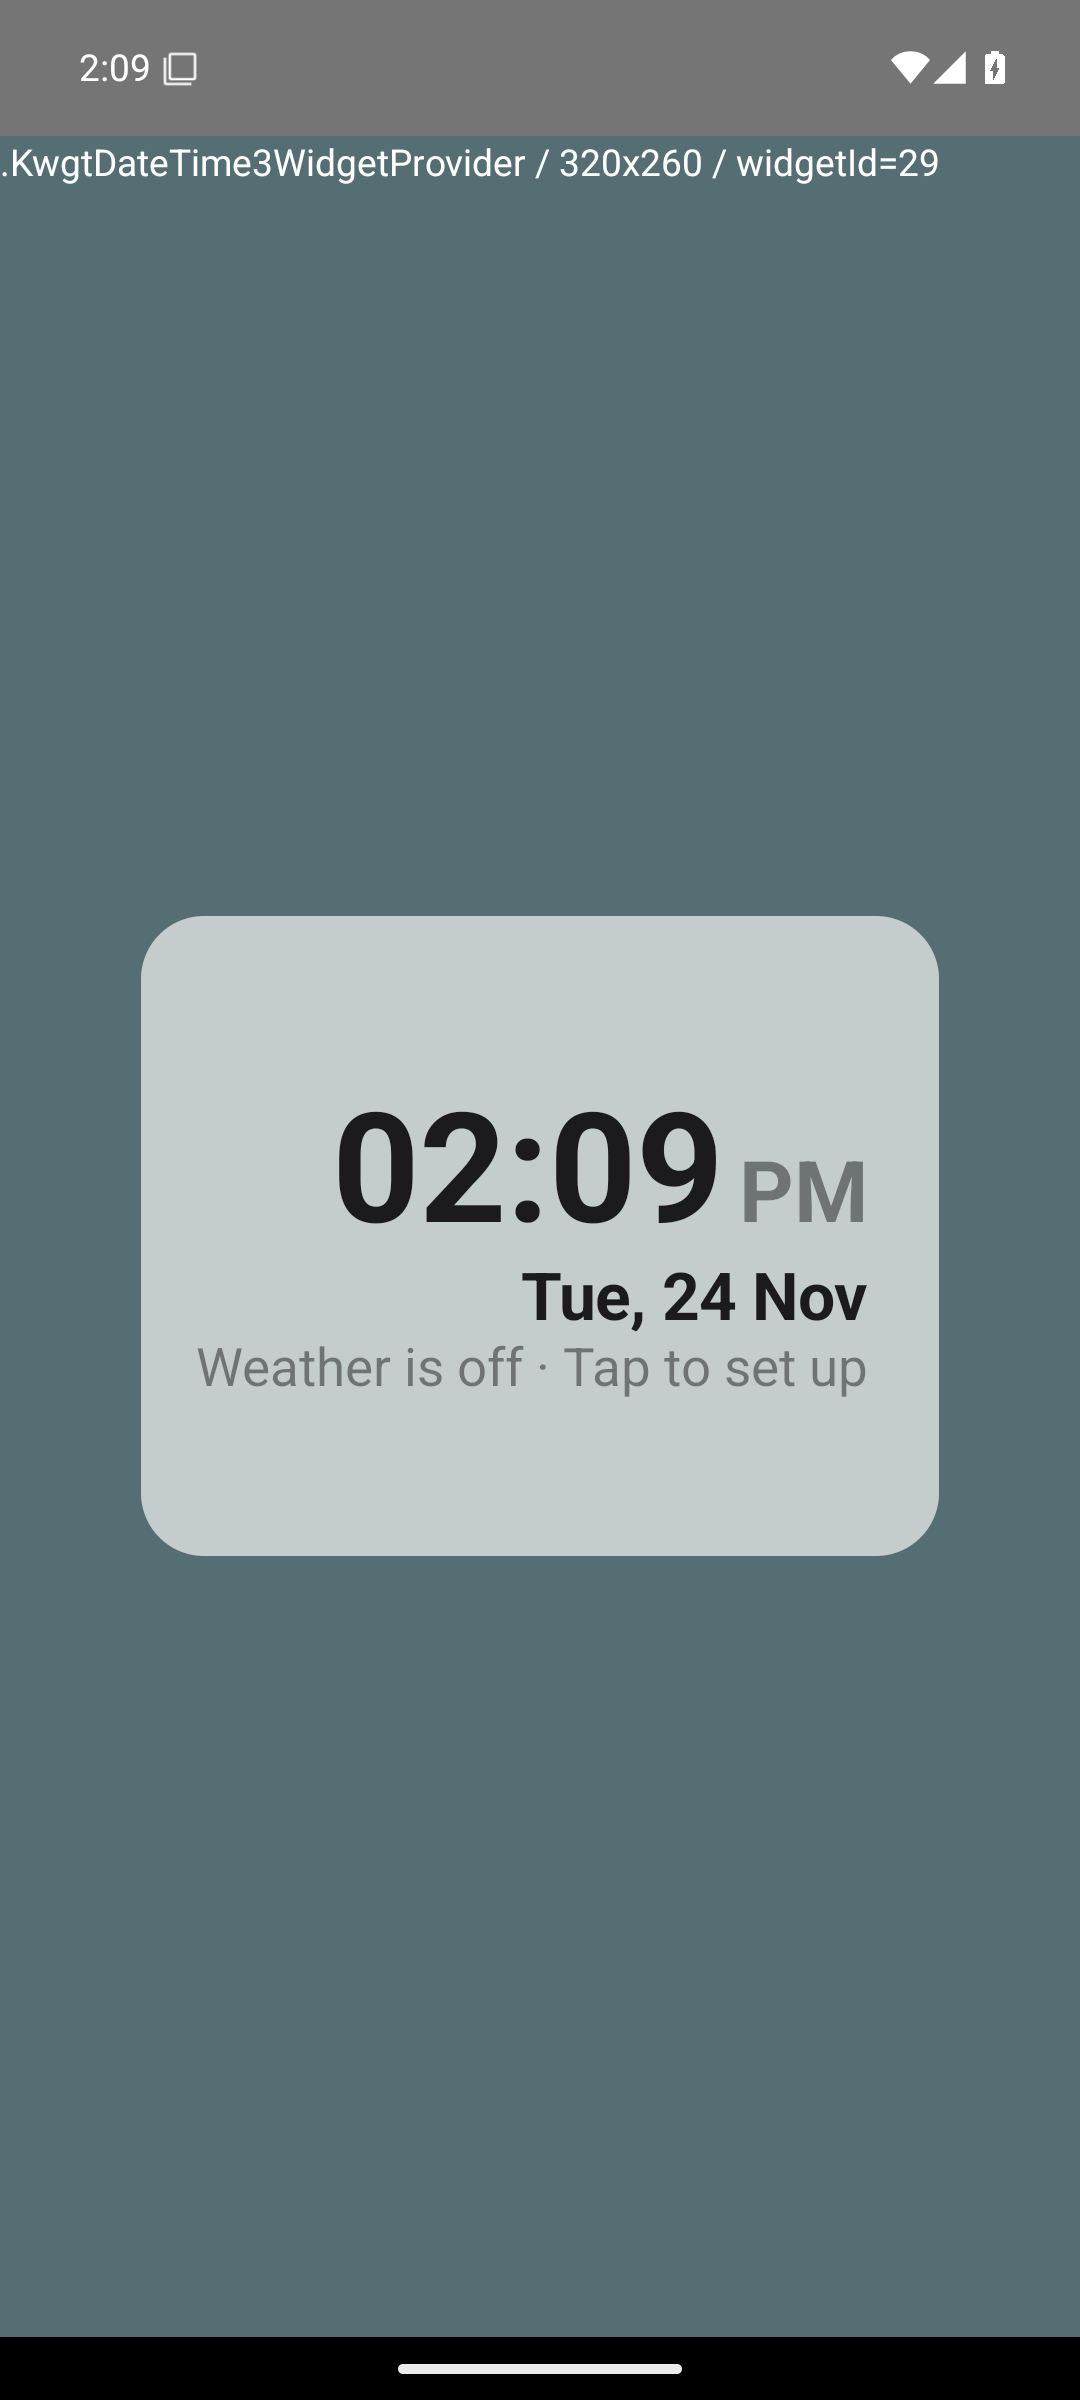 2:09
.KwgtDateTime3WidgetProvider / 320x260 / widgetId=29
02:09 PM
Tue, 24 Nov
Weather is off · Tap to set up